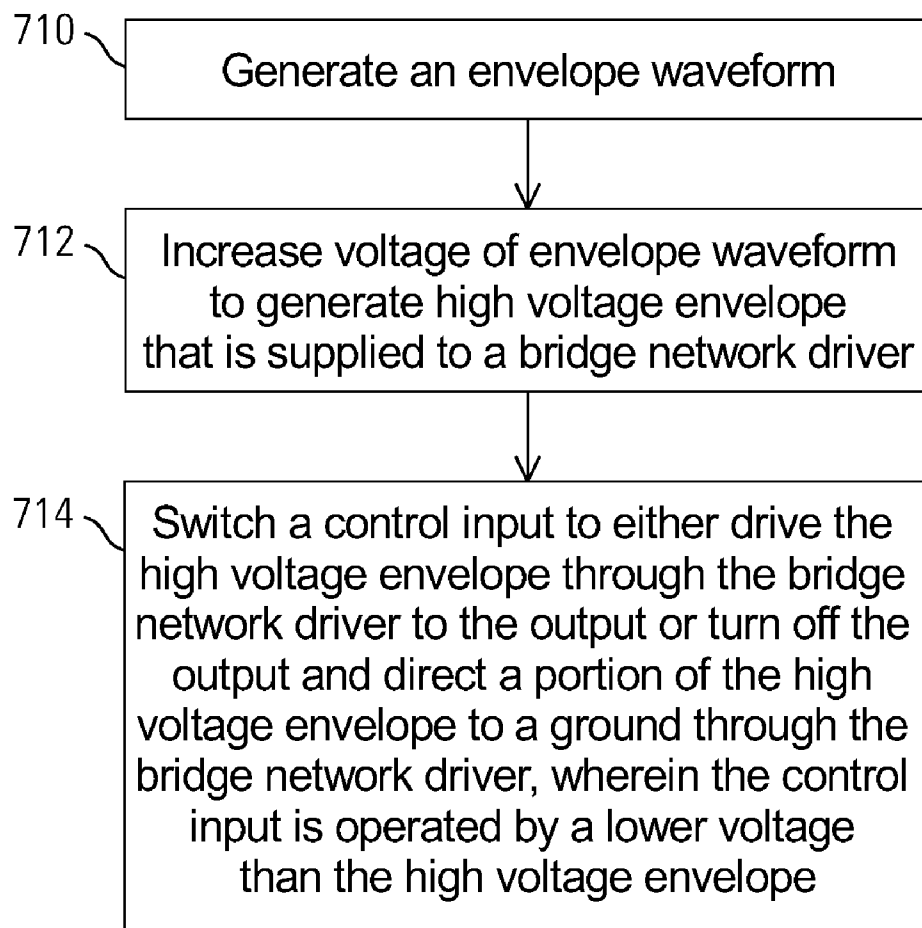 710
Generate an envelope waveform
712
Increase voltage of envelope waveform
to generate high voltage envelope
that is supplied to a bridge network driver
714
Switch a control input to either drive the
high voltage envelope through the bridge
network driver to the output or turn off the
output and direct a portion of the high
voltage envelope to a ground through the
bridge network driver, wherein the control
input is operated by a lower voltage
than the high voltage envelope